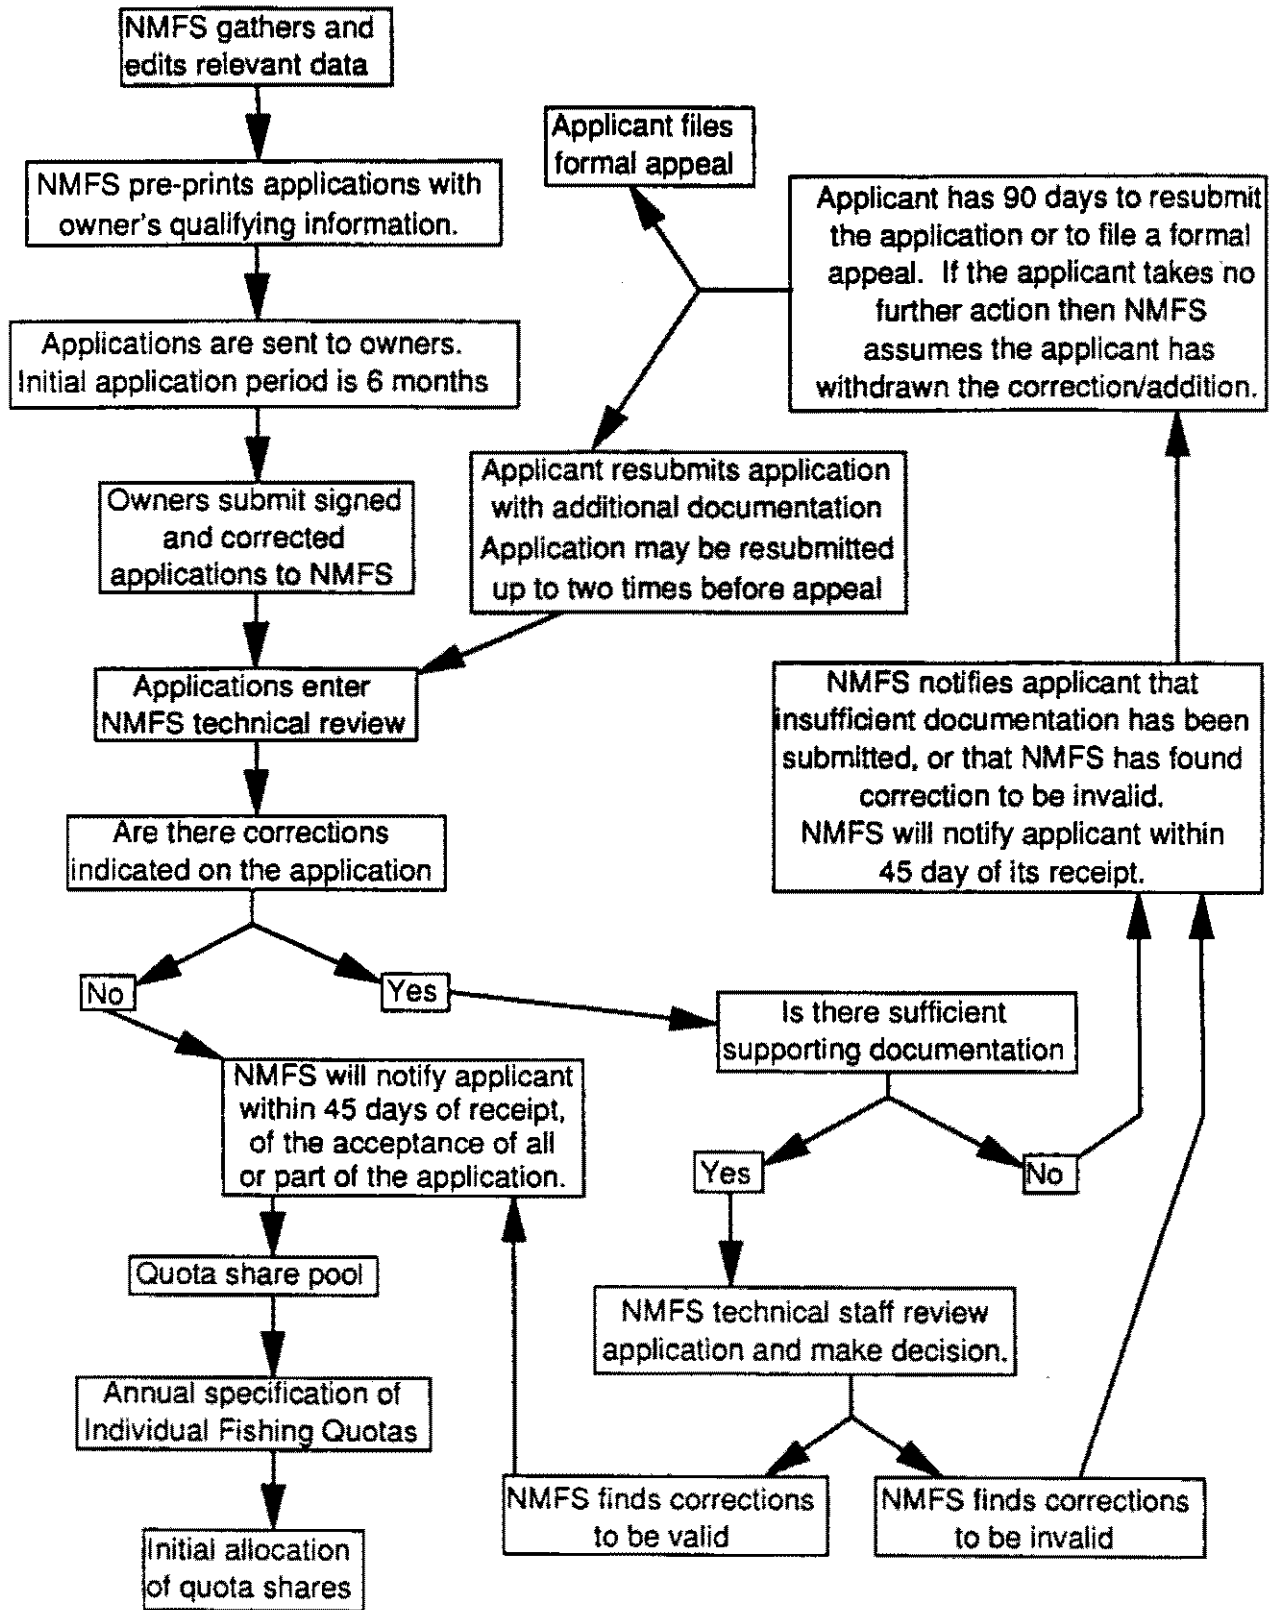 NMFS gathers and
edits relevant data
NMFS pre-prints applications with
owner's qualifying information.
Applications are sent to owners.
Initial application period is 6 months
Owners submit signed
and corrected
applications to NMFS
Applicant files
formal appeal
Applicant has 90 days to resubmit
the application or to file a formal
appeal. If the applicant takes no
further action then NMFS
assumes the applicant has
withdrawn the correction/addition.
Applicant resubmits application
with additional documentation
Application may be resubmitted
up to two times before appeal
Applications enter
NMFS technical review
NMFS notifies applicant that
insufficient documentation has been
submitted, or that NMFS has found
correction to be invalid.
NMFS will notify applicant within
45 day of its receipt.
Are there corrections
indicated on the application
No
Yes
Is there sufficient
supporting documentation
NMFS will notify applicant
within 45 days of receipt,
of the acceptance of all
or part of the application.
Yes
No
Quota share pool
NMFS technical staff review
application and make decision.
Annual specification of
Individual Fishing Quotas
NMFS finds corrections
to be valid
NMFS finds corrections
to be invalid
Initial allocation
of quota shares